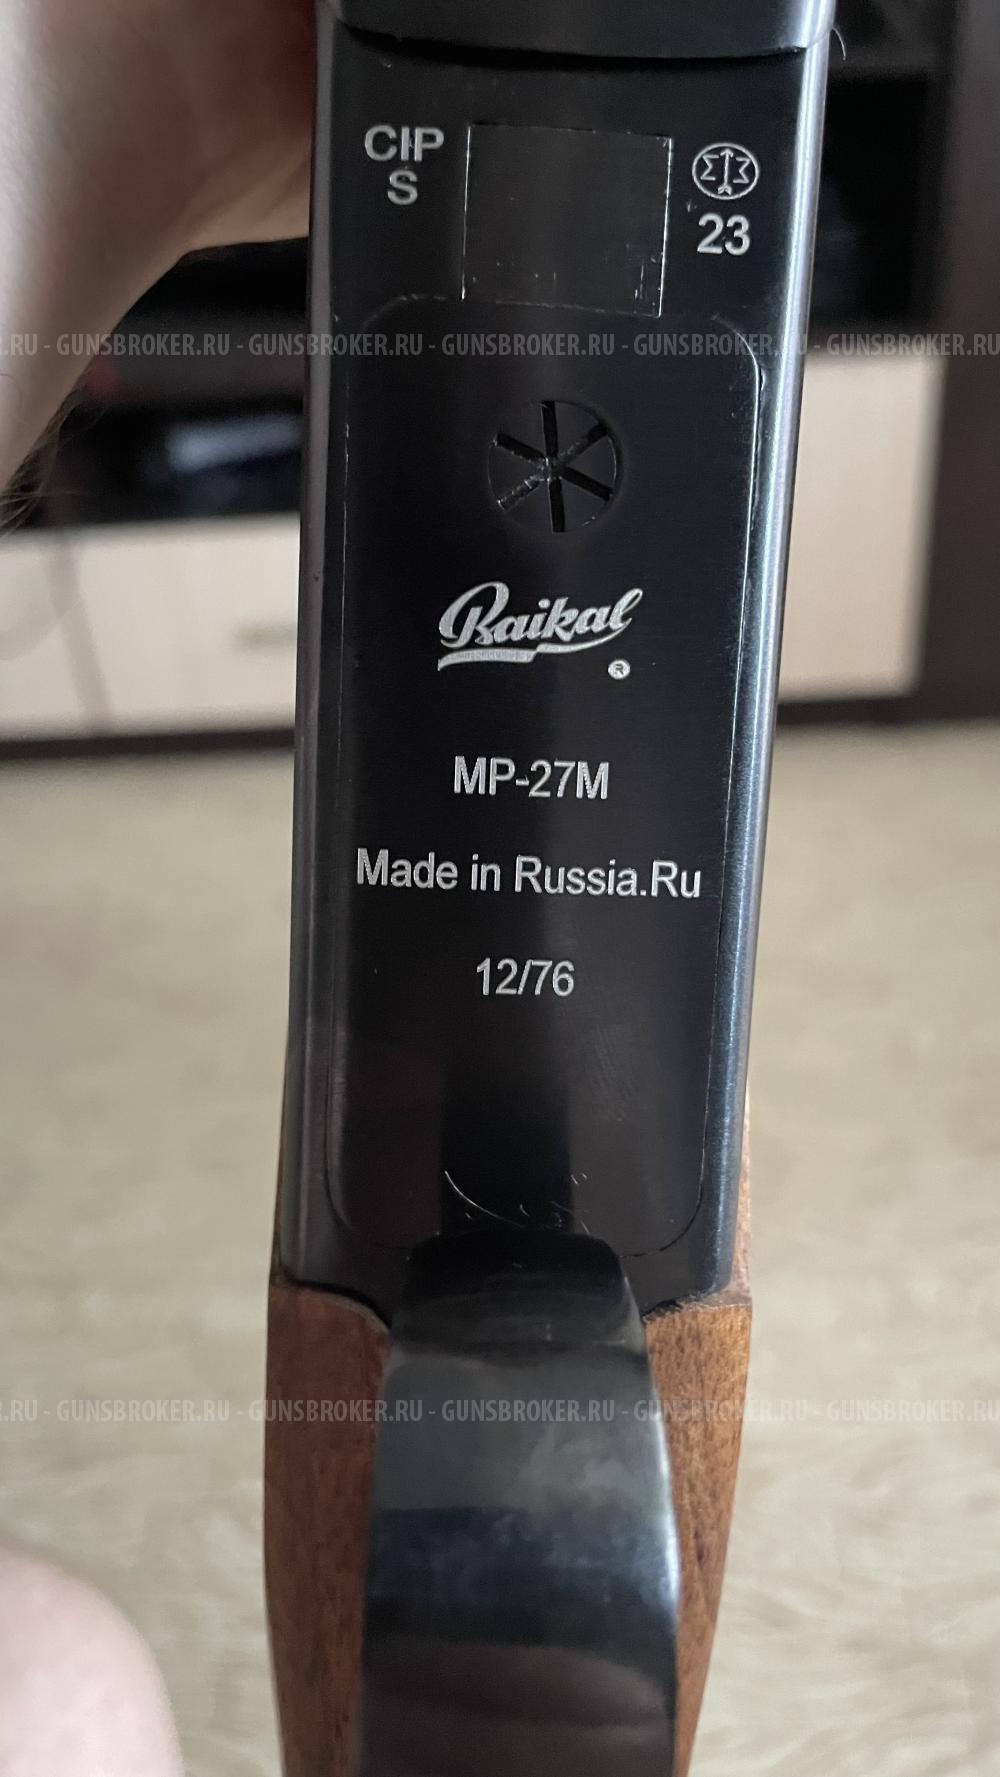 CIP
S
23
.RU - GUNSBROKER.RU - GUNSBROKER.RU - GUNSBROKER.RU - GUNSBROKER.RU - GUNSBROKER.RU
Baikal
®
MP-27M
Made in Russia.Ru
12/76
.RU - GUNSBROKER.RU - GUNSBROKER.RU - GUNSBROKER.RU - GUNSBROKER.RU - GUNSBROKER.RU